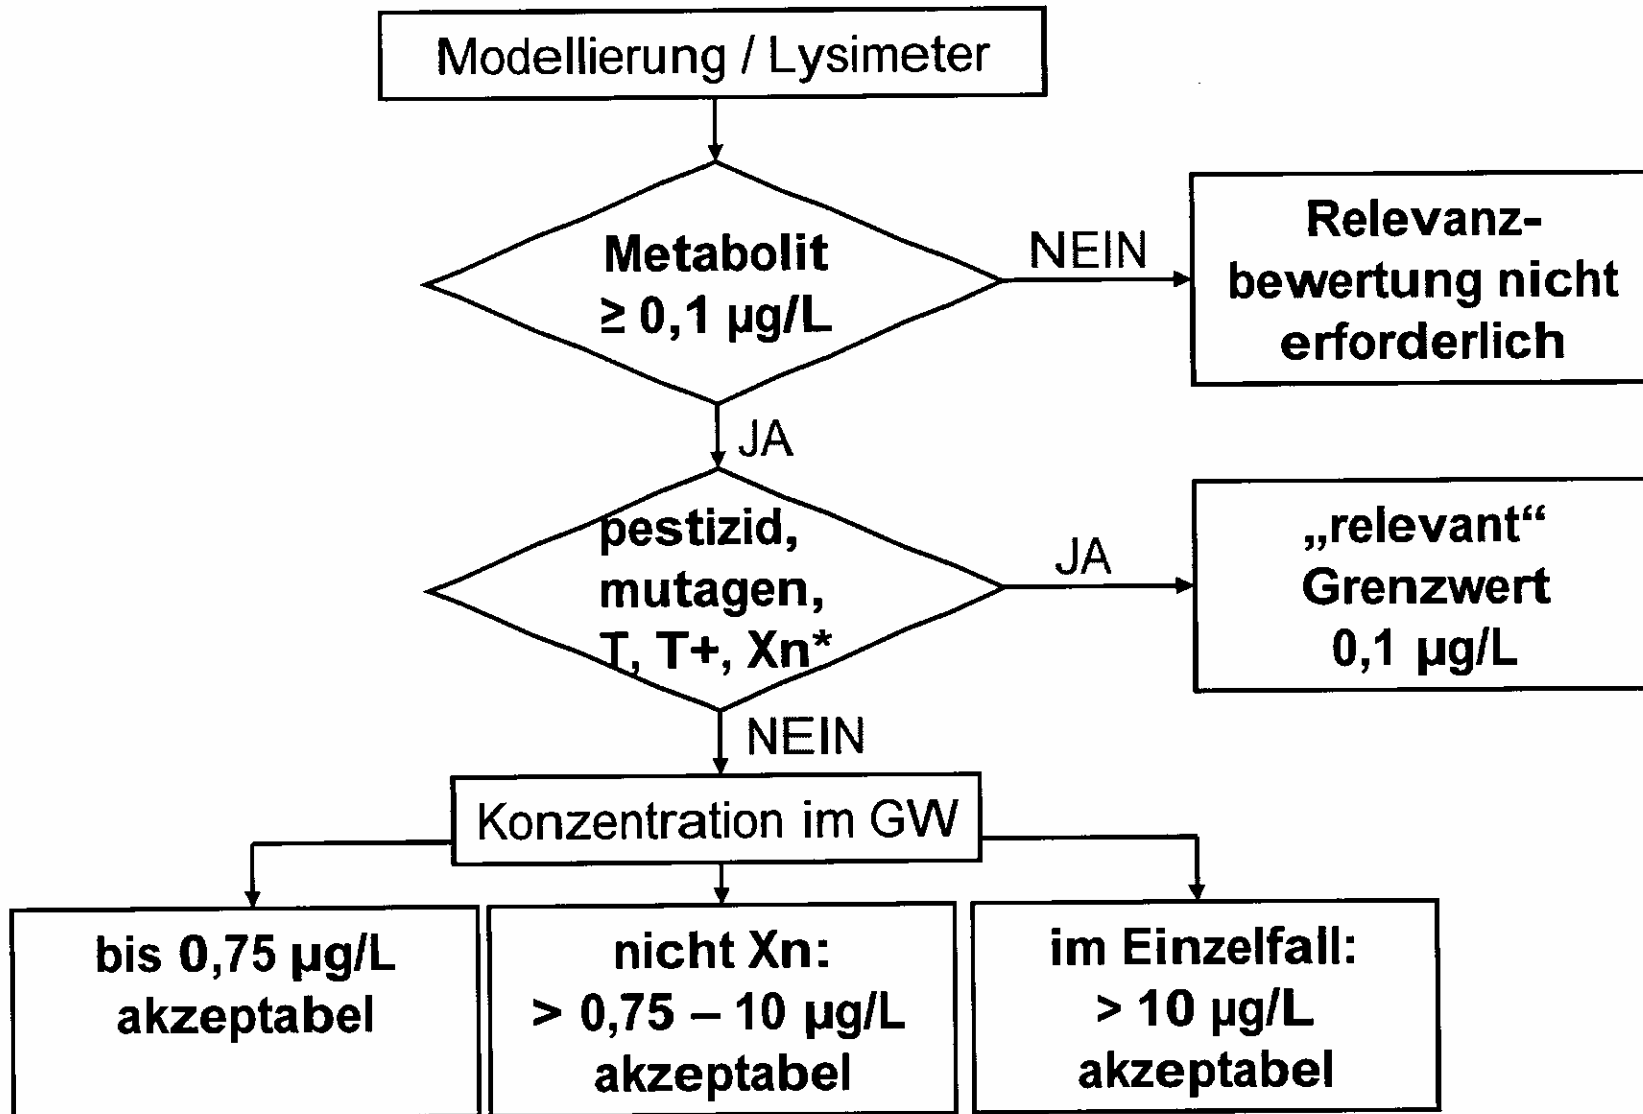 Modellierung / Lysimeter
Metabolit
≥ 0,1 µg/L
NEIN
Relevanz-
bewertung nicht
erforderlich
JA
pestizid,
mutagen,
T, T+, Xn*
JA
„relevant“
Grenzwert
0,1 µg/L
NEIN
Konzentration im GW
bis 0,75 µg/L
akzeptabel
nicht Xn:
> 0,75 – 10 µg/L
akzeptabel
im Einzelfall:
> 10 µg/L
akzeptabel